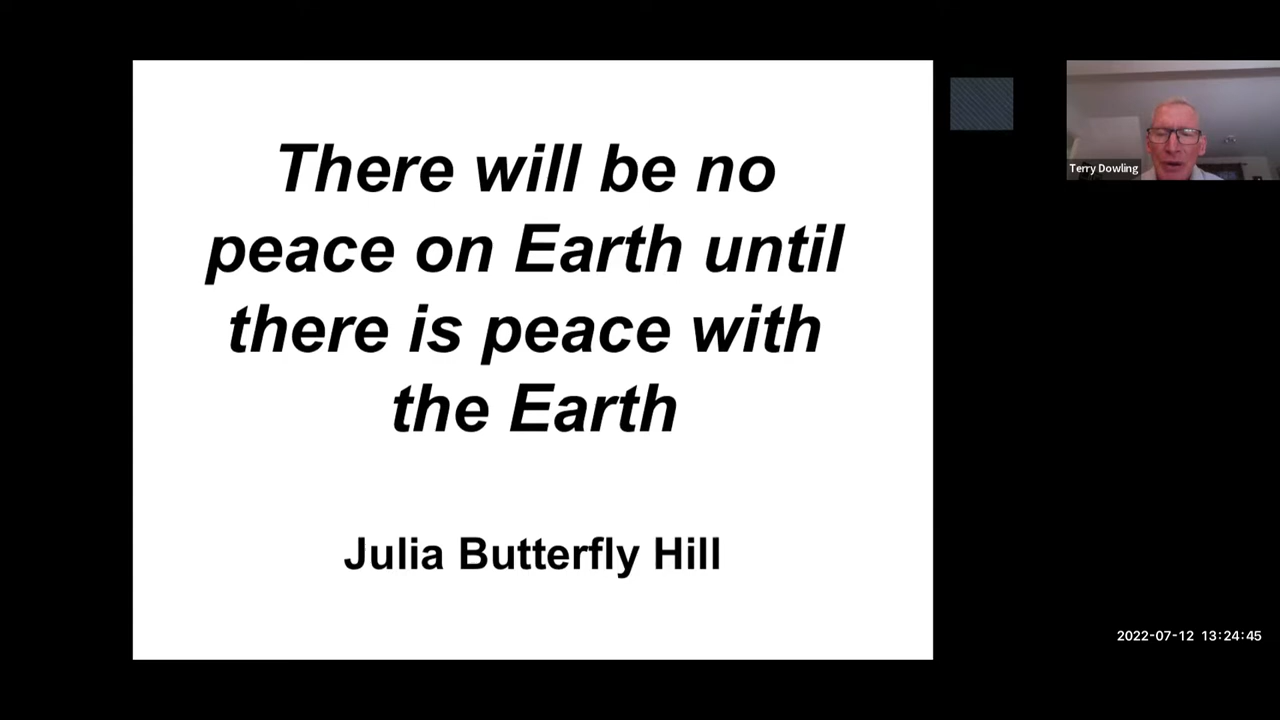 There will be no
peace on Earth until
there is peace with
the Earth
Julia Butterfly Hill
Terry Dowling
2022-07-12 13:24:45